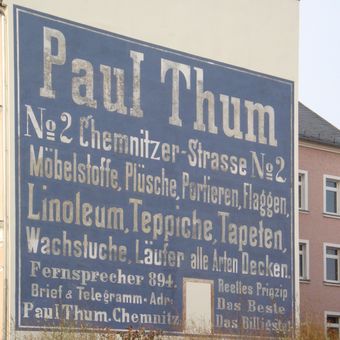 Paul Thum
No 2 Chemnitzer-Strasse No 2.
Möbelstoffe, Plüsche, Portieren, Flaggen,
Linoleum, Teppiche, Tapeten,
Wachstuche, Läufer alle Arten Decken.
Fernsprecher 894.
Brief & Telegramm-Adr.
Paul Thum. Chemnitz
Reelles Prinzip
Das Beste
Das Billigste!